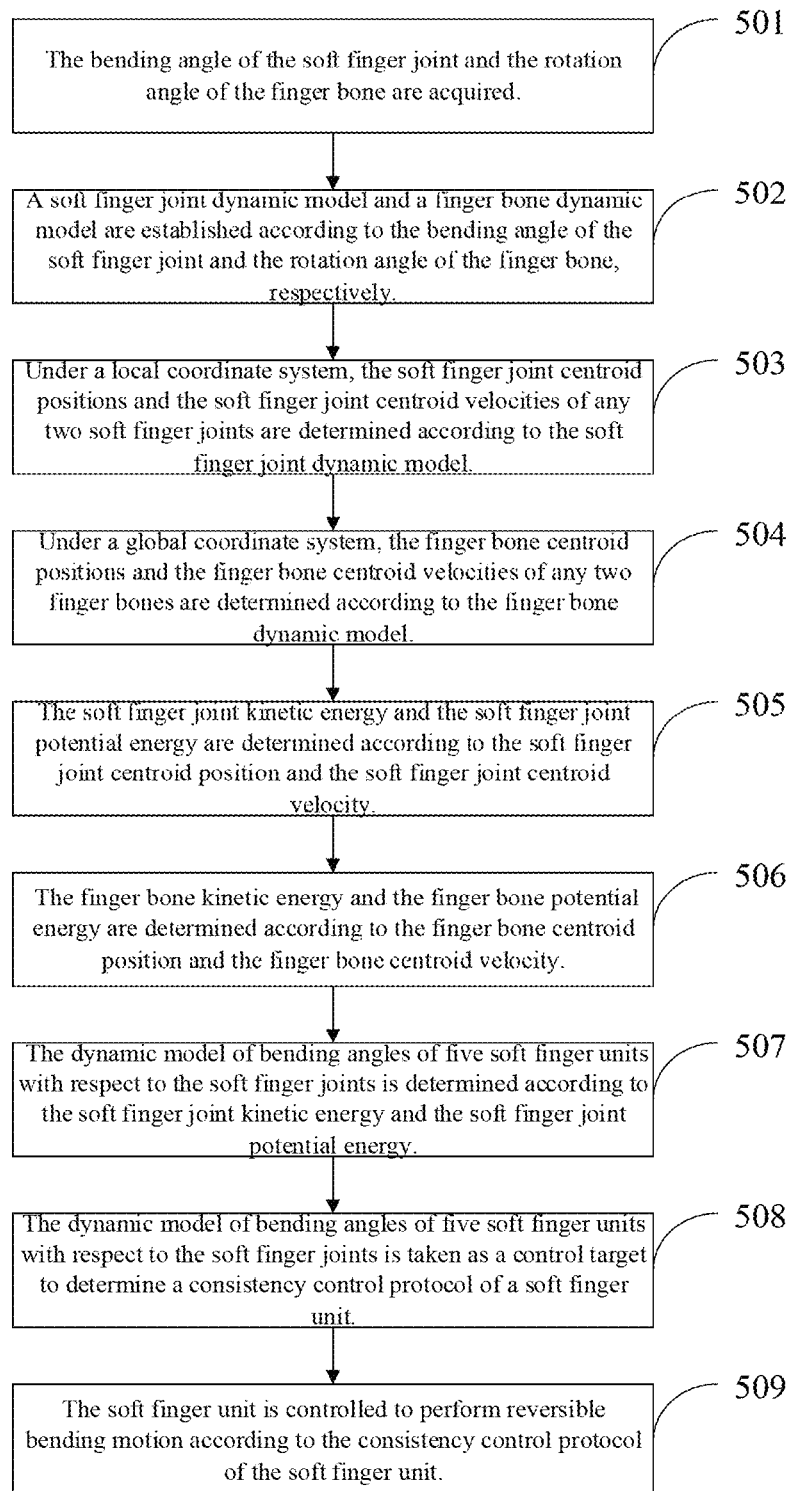 501
The bending angle of the soft finger joint and the rotation
angle of the finger bone are acquired.
502
A soft finger joint dynamic model and a finger bone dynamic
model are established according to the bending angle of the
soft finger joint and the rotation angle of the finger bone,
respectively.
503
Under a local coordinate system, the soft finger joint centroid
positions and the soft finger joint centroid velocities of any
two soft finger joints are determined according to the soft
finger joint dynamic model.
504
Under a global coordinate system, the finger bone centroid
positions and the finger bone centroid velocities of any two
finger bones are determined according to the finger bone
dynamic model.
505
The soft finger joint kinetic energy and the soft finger joint
potential energy are determined according to the soft finger
joint centroid position and the soft finger joint centroid
velocity.
506
The finger bone kinetic energy and the finger bone potential
energy are determined according to the finger bone centroid
position and the finger bone centroid velocity.
507
The dynamic model of bending angles of five soft finger units
with respect to the soft finger joints is determined according to
the soft finger joint kinetic energy and the soft finger joint
potential energy.
508
The dynamic model of bending angles of five soft finger units
with respect to the soft finger joints is taken as a control target
to determine a consistency control protocol of a soft finger
unit.
509
The soft finger unit is controlled to perform reversible
bending motion according to the consistency control protocol
of the soft finger unit.